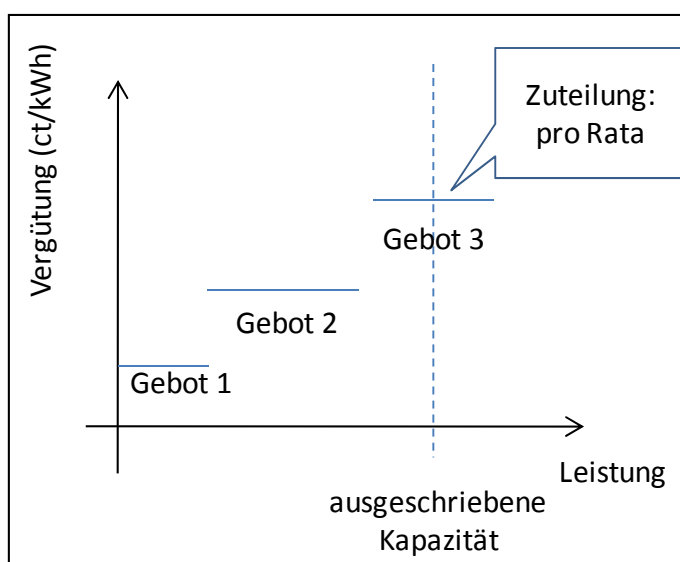 Vergütung (ct/kWh)
Zuteilung:
pro Rata
Gebot 3
Gebot 2
Gebot 1
Leistung
ausgeschriebene
Kapazität